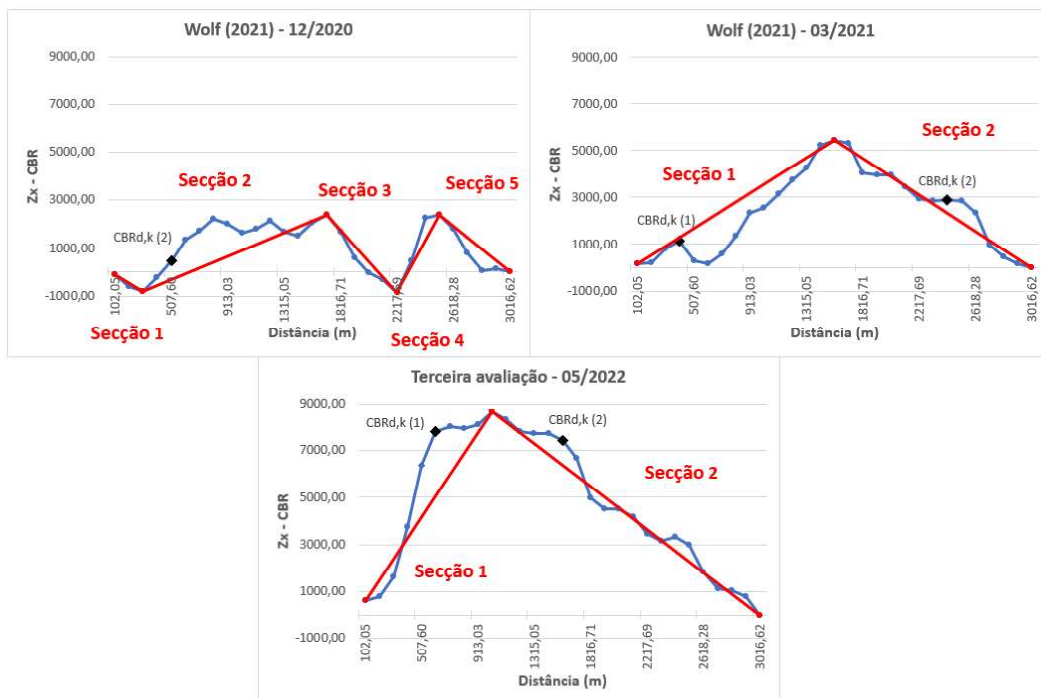 Wolf (2021) - 12/2020
9000,00
7000,00
5000,00
3000,00
1000,00
-1000,00
Zx - CBR
Secção 2
Secção 3
Secção 5
CBRd,k (2)
102,05
507,60
913,03
1315,05
1816,71
2217,69
2618,28
3016,62
Secção 1
Distância (m)
Secção 4
Wolf (2021) - 03/2021
9000,00
7000,00
5000,00
3000,00
1000,00
-1000,00
Zx - CBR
Secção 2
Secção 1
CBRd,k (2)
CBRd,k (1)
102,05
507,60
913,03
1315,05
1816,71
2217,69
2618,28
3016,62
Distância (m)
Terceira avaliação - 05/2022
9000,00
7000,00
5000,00
3000,00
1000,00
-1000,00
Zx - CBR
CBRd,k (1)
CBRd,k (2)
Secção 2
Secção 1
102,05
507,60
913,03
1315,05
1816,71
2217,69
2618,28
3016,62
Distância (m)